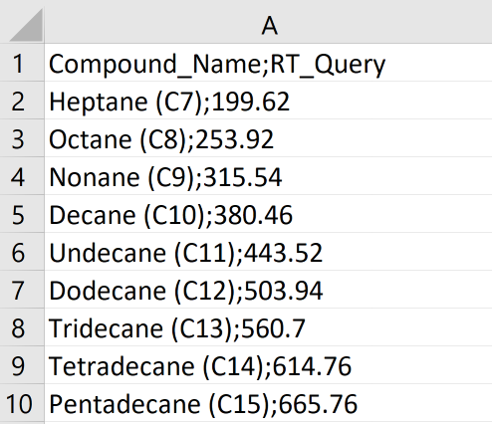 A
1 Compound_Name;RT_Query
2 Heptane (C7);199.62
3 Octane (C8);253.92
4 Nonane (C9);315.54
5 Decane (C10);380.46
6 Undecane (C11);443.52
7 Dodecane (C12);503.94
8 Tridecane (C13);560.7
9 Tetradecane (C14);614.76
10 Pentadecane (C15);665.76